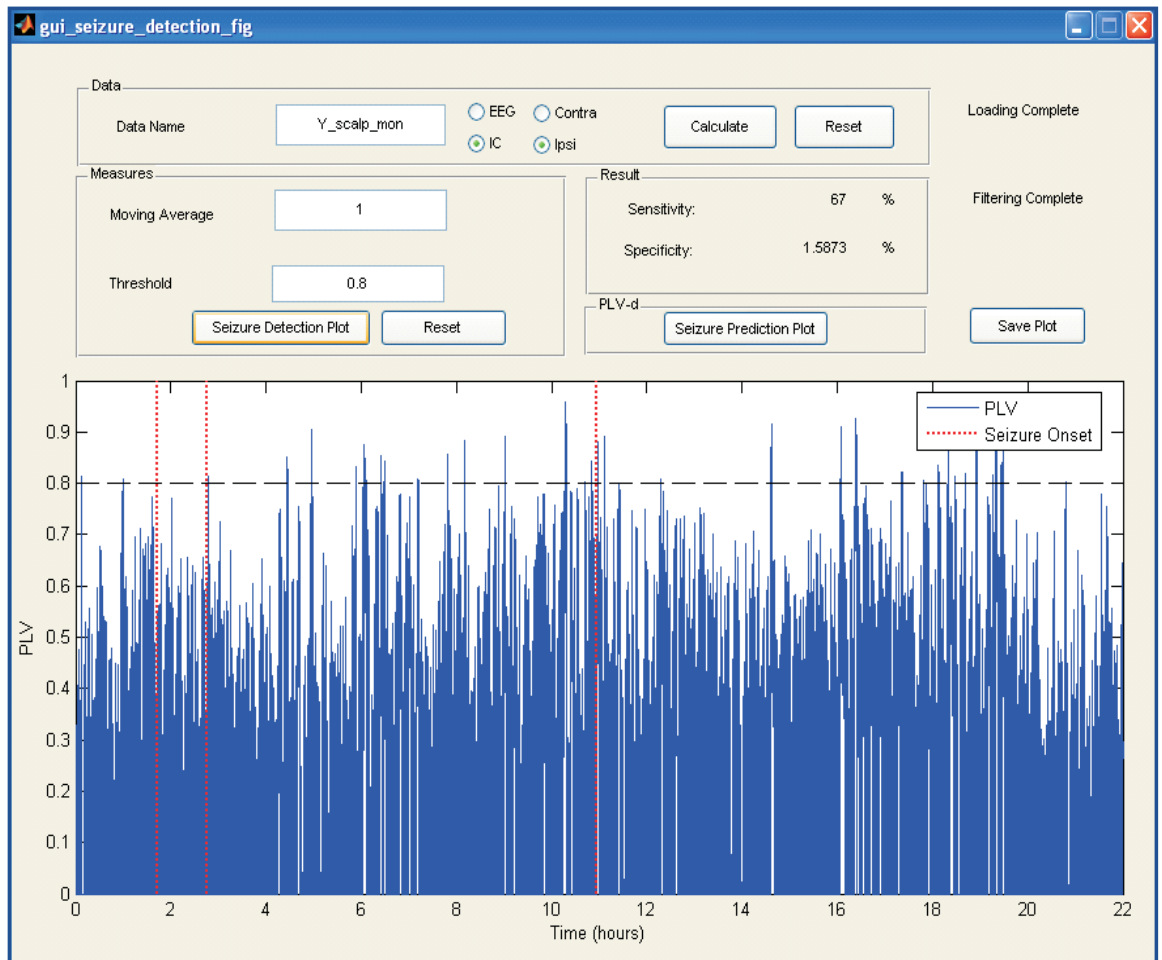 gui_seizure_detection_fig
Data
Data Name
Y_scalp_mon
EEG
Contra
IC
Ipsi
Calculate
Reset
Loading Complete
Measures
Moving Average
1
Threshold
0.8
Seizure Detection Plot
Reset
Result
Sensitivity: 67 %
Specificity: 1.5873 %
Filtering Complete
PLV-d
Seizure Prediction Plot
Save Plot
PLV
Seizure Onset
1
0.9
0.8
0.7
0.6
0.5
0.4
0.3
0.2
0.1
0
PLV
0 2 4 6 8 10 12 14 16 18 20 22
Time (hours)